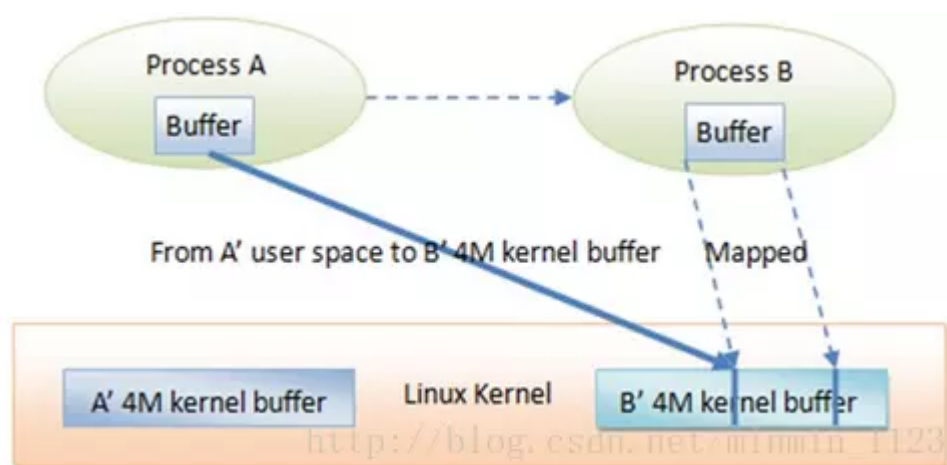 Process A
Process B
Buffer
Buffer
From A' user space to B' 4M kernel buffer
Mapped
A' 4M kernel buffer
Linux Kernel
B' 4M kernel buffer
http://blog.csdn.net/minmin_1123